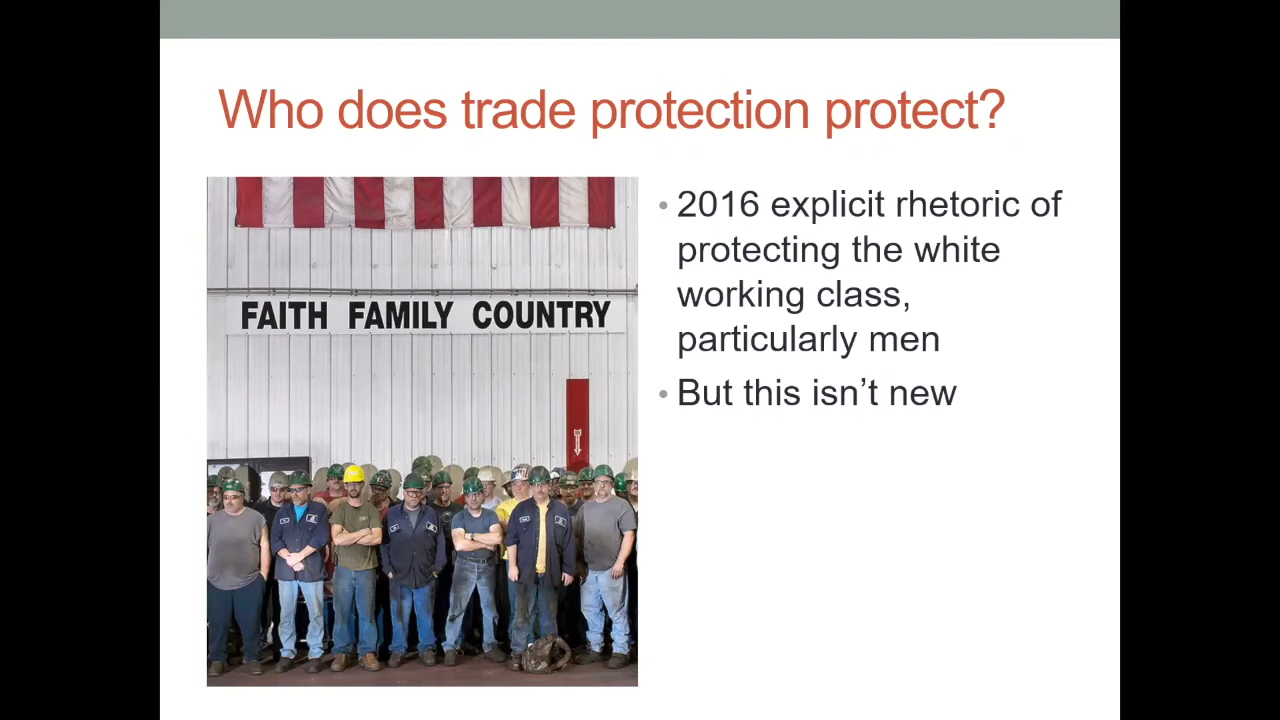 Who does trade protection protect?
FAITH FAMILY COUNTRY
• 2016 explicit rhetoric of
protecting the white
working class,
particularly men
• But this isn’t new